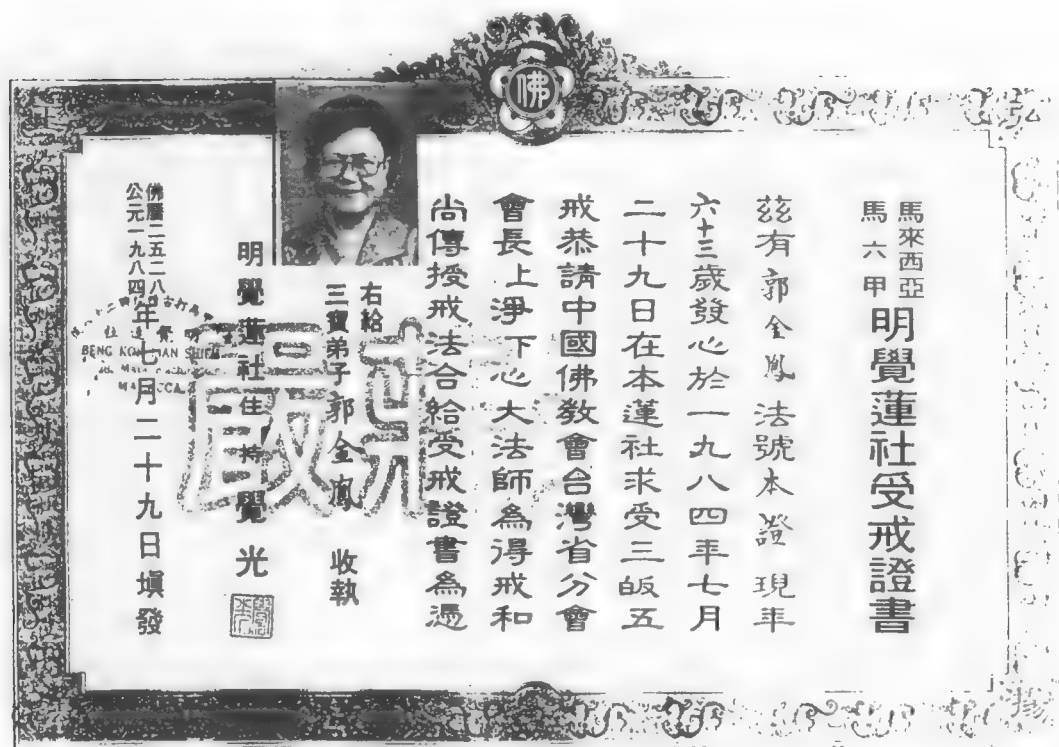 佛
馬來西亞
馬六甲
明覺蓮社受戒證書
茲有郭金鳳法號本證現年
六十三歲發心於一九八四年七月
二十九日在本蓮社求受三皈五
戒恭請中國佛教會台灣省分會
會長上淨下心大法師為得戒和
尚傳授戒法合給受戒證書為憑
右給
三寶弟子郭金鳳 收執
明覺蓮社住持覺光
佛曆二五二八
公元一九八四
年七月二十九日填發
BENG KOK
MALACCA
戒